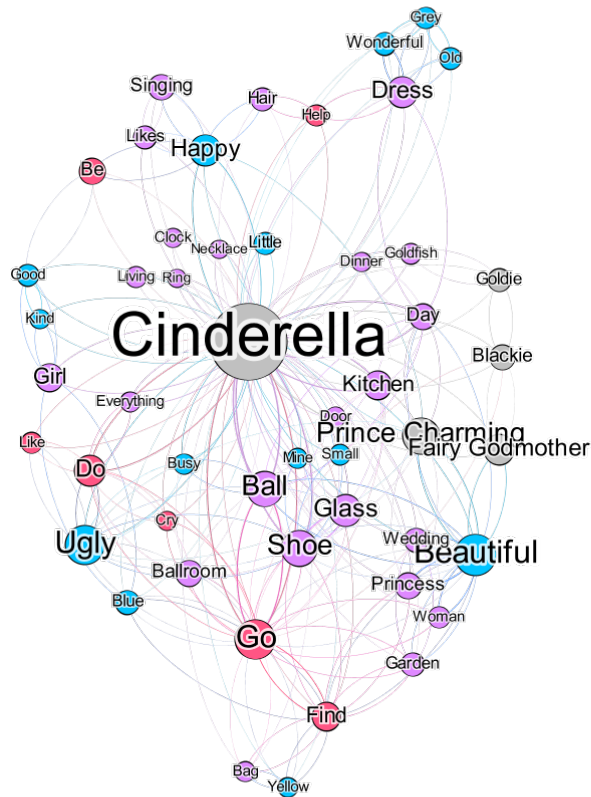 Grey
Wonderful
Old
Singing
Dress
Hair
Help
Likes
Happy
Be
Clock
Necklace
Little
Dinner
Goldfish
Good
Living
Ring
Goldie
Kind
Day
Cinderella
Blackie
Girl
Kitchen
Everything
Door
Prince Charming
Like
Fairy Godmother
Mine
Small
Do
Busy
Ball
Glass
Cry
Wedding
Ugly
Shoe
Beautiful
Ballroom
Princess
Blue
Woman
Go
Garden
Find
Bag
Yellow